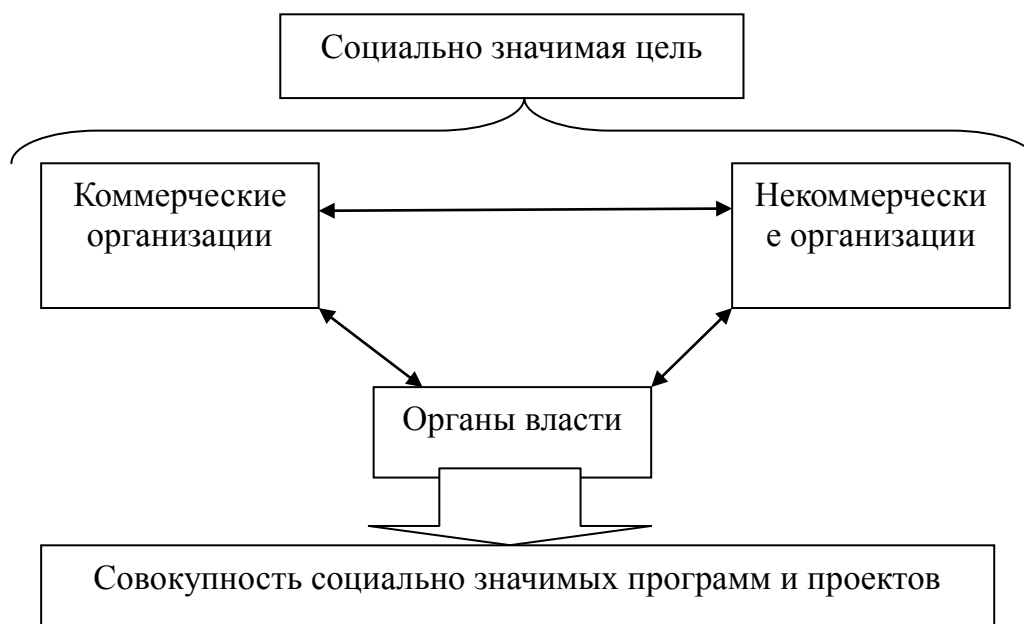 Социально значимая цель
Коммерческие
организации
Некоммерчески
е организации
Органы власти
Совокупность социально значимых программ и проектов